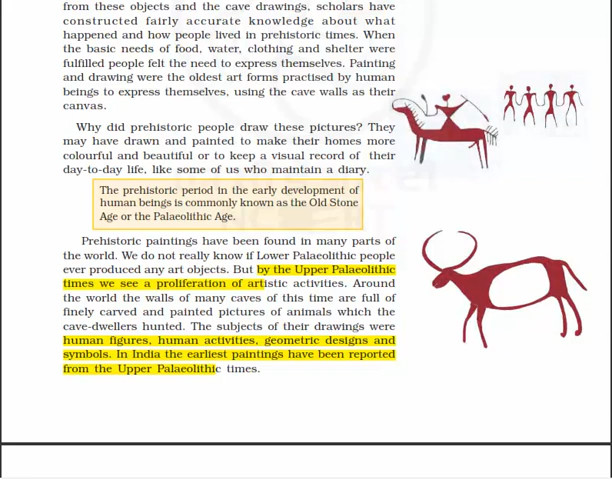 from these objects and the cave drawings, scholars have
constructed fairly accurate knowledge about what
happened and how people lived in prehistoric times. When
the basic needs of food, water, clothing and shelter were
fulfilled people felt the need to express themselves. Painting
and drawing were the oldest art forms practised by human
beings to express themselves, using the cave walls as their
canvas.
Why did prehistoric people draw these pictures? They
may have drawn and painted to make their homes more
colourful and beautiful or to keep a visual record of their
day-to-day life, like some of us who maintain a diary.
The prehistoric period in the early development of
human beings is commonly known as the Old Stone
Age or the Palaeolithic Age.
Prehistoric paintings have been found in many parts of
the world. We do not really know if Lower Palaeolithic people
ever produced any art objects. But by the Upper Palaeolithic
times we see a proliferation of artistic activities. Around
the world the walls of many caves of this time are full of
finely carved and painted pictures of animals which the
cave-dwellers hunted. The subjects of their drawings were
human figures, human activities, geometric designs and
symbols. In India the earliest paintings have been reported
from the Upper Palaeolithic times.